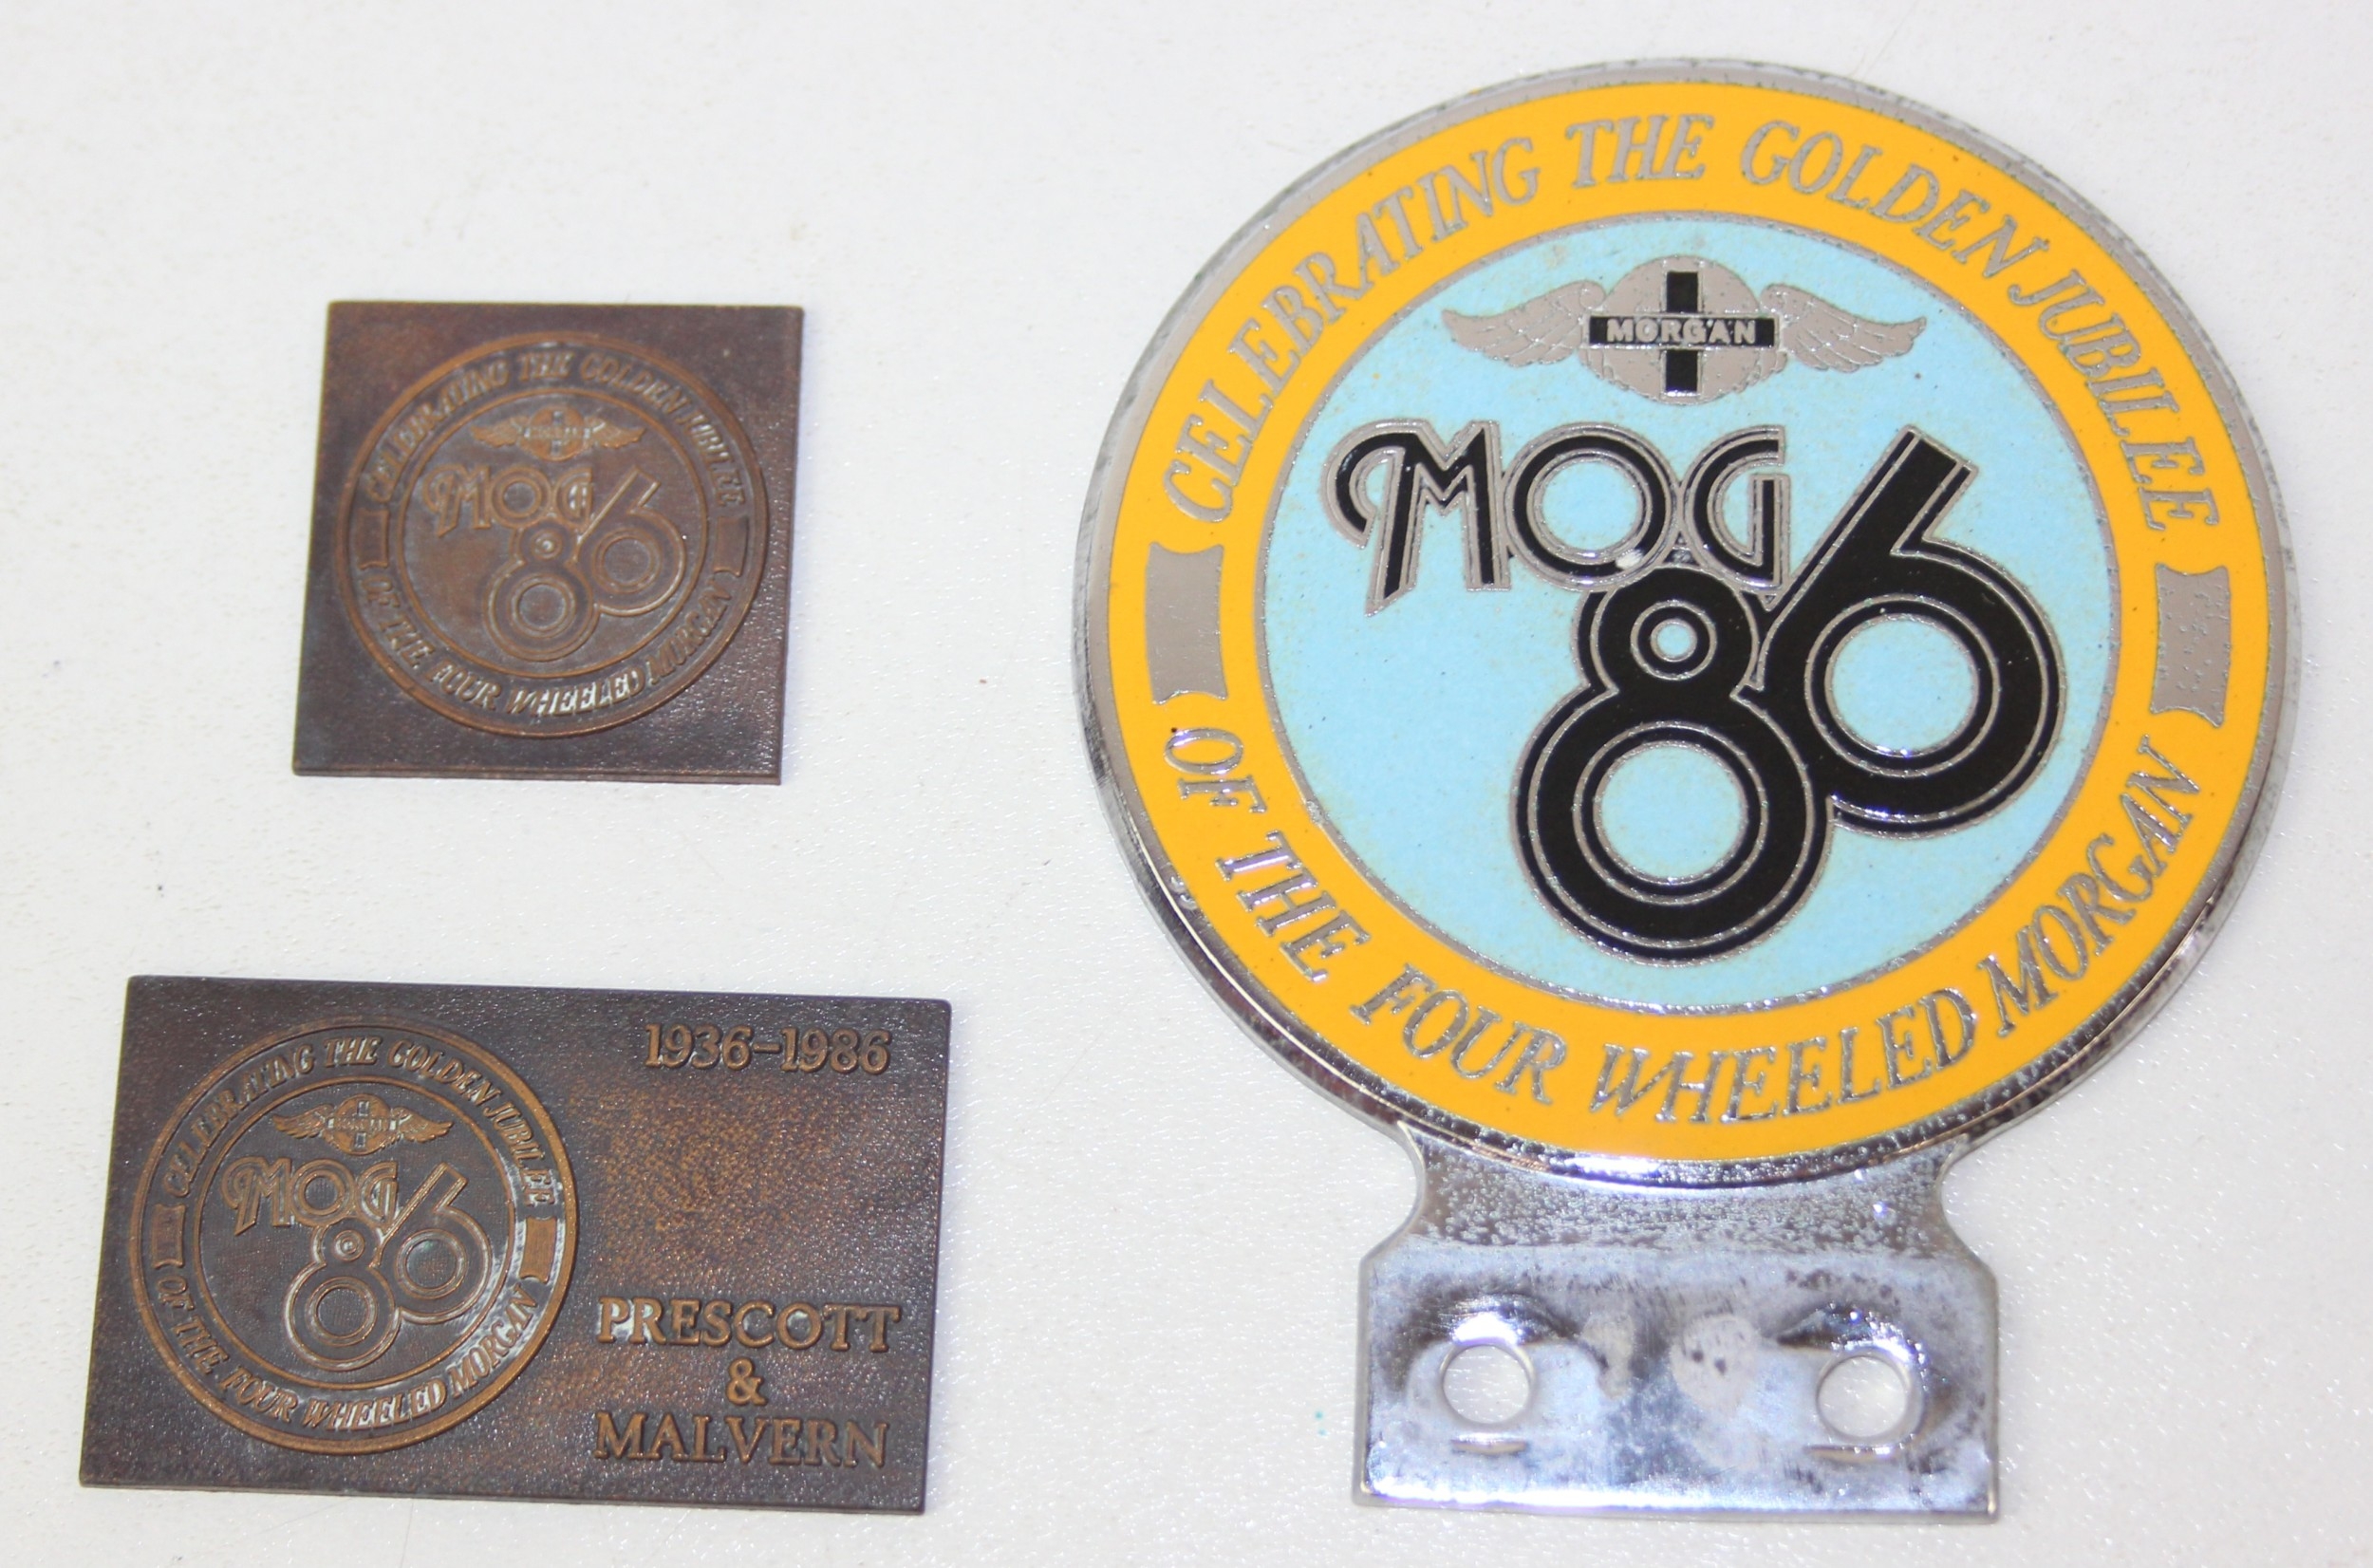 CELEBRATING THE GOLDEN JUBILEE
MORGAN
MOG
86
OF THE FOUR WHEELED MORGAN
CELEBRATING THE GOLDEN JUBILEE
MORGAN
MOG
86
OF THE FOUR WHEELED MORGAN
1936-1986
PRESCOTT
&
MALVERN
CELEBRATING THE GOLDEN JUBILEE
MORGAN
MOG
86
OF THE FOUR WHEELED MORGAN